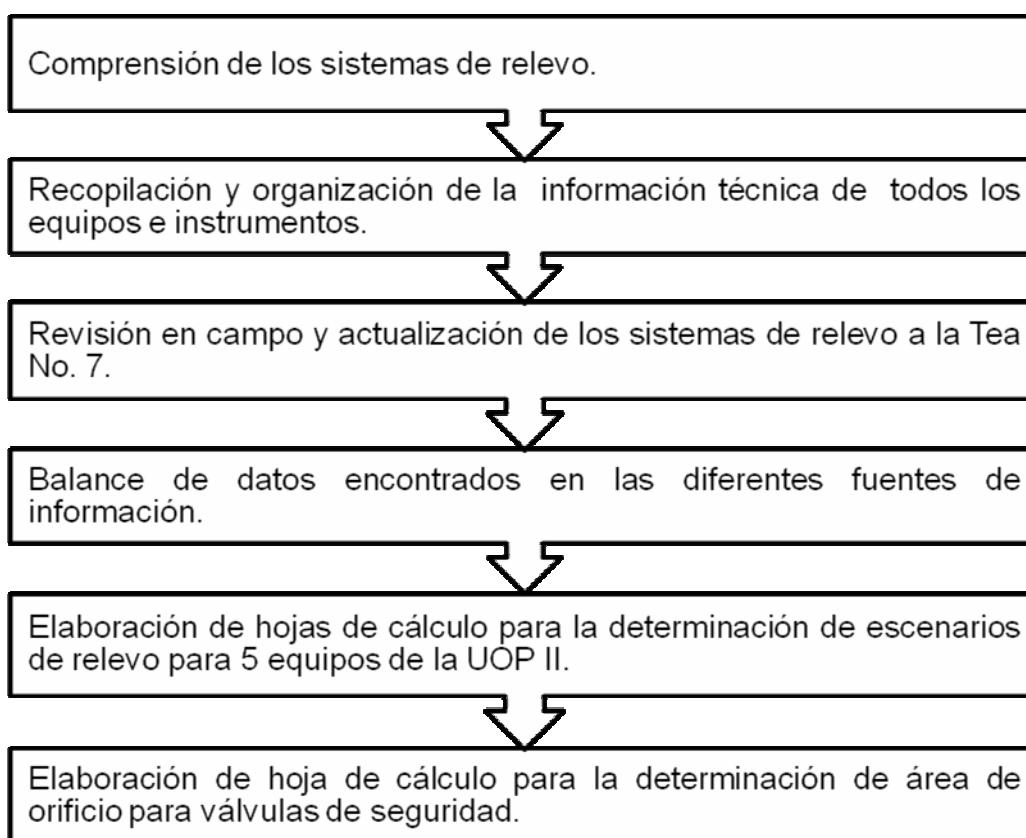 Comprensión de los sistemas de relevo.
Recopilación y organización de la información técnica de todos los
equipos e instrumentos.
Revisión en campo y actualización de los sistemas de relevo a la Tea
No. 7.
Balance de datos encontrados en las diferentes fuentes de
información.
Elaboración de hojas de cálculo para la determinación de escenarios
de relevo para 5 equipos de la UOP II.
Elaboración de hoja de cálculo para la determinación de área de
orificio para válvulas de seguridad.